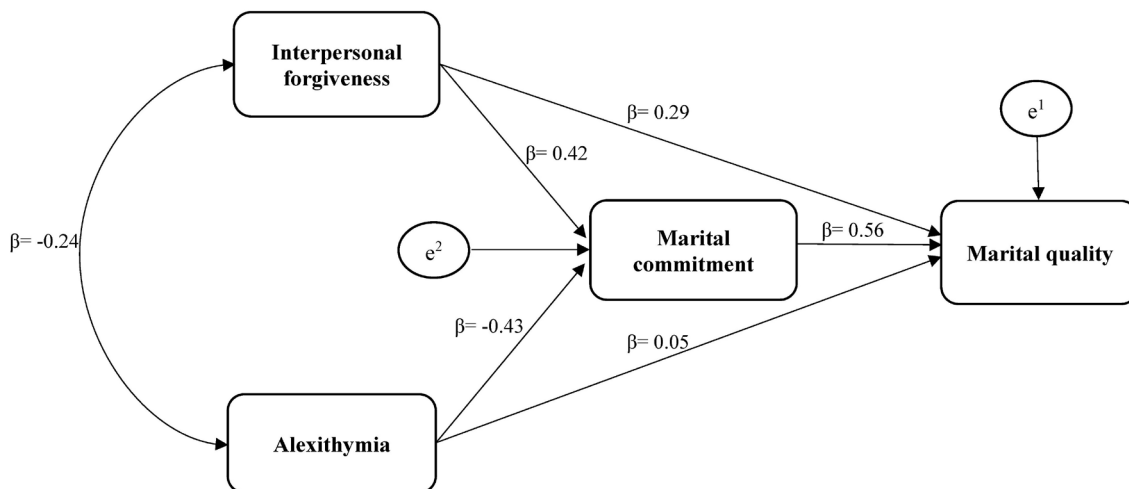 Interpersonal
forgiveness
e¹
β= 0.29
β= 0.42
β= -0.24
e²
Marital
commitment
β= 0.56
Marital quality
β= -0.43
β= 0.05
Alexithymia